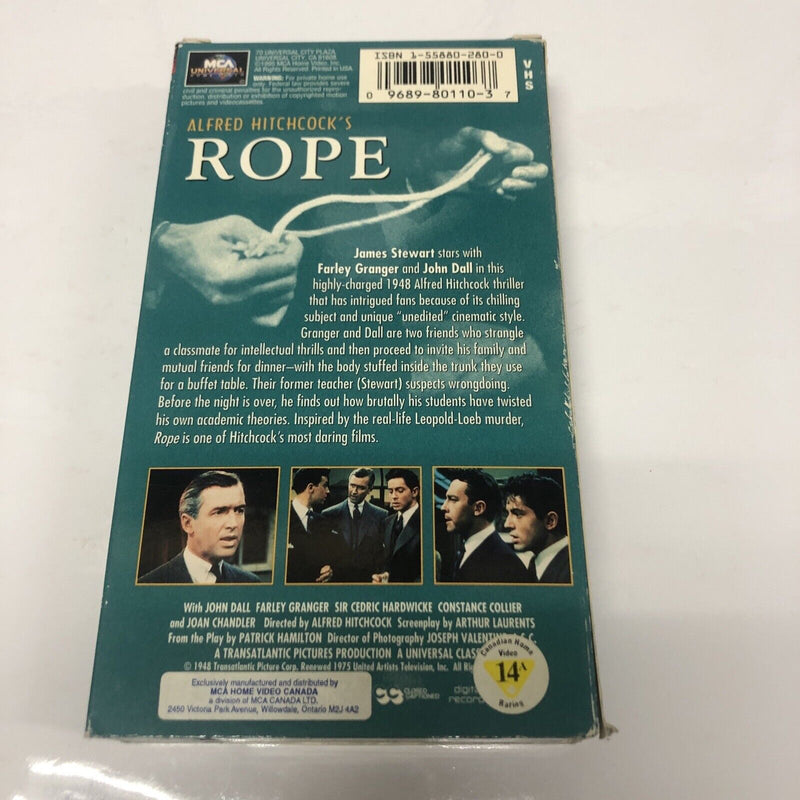 MCA
UNIVERSAL
70 UNIVERSAL CITY PLAZA
UNIVERSAL CITY, CA 91608
©1995 MCA Home Video, Inc.
All Rights Reserved. Printed in USA.
WARNING: For private home use
only. Federal law provides severe
civil and criminal penalties for the unauthorized repro-
duction, distribution or exhibition of copyrighted motion
pictures and videocassettes.
ISBN 1-55880-280-0
0 9689-80110-3 7
VHS
ALFRED HITCHCOCK'S
ROPE
James Stewart stars with
Farley Granger and John Dall in this
highly-charged 1948 Alfred Hitchcock thriller
that has intrigued fans because of its chilling
subject and unique "unedited" cinematic style.
Granger and Dall are two friends who strangle
a classmate for intellectual thrills and then proceed to invite his family and
mutual friends for dinner–with the body stuffed inside the trunk they use
for a buffet table. Their former teacher (Stewart) suspects wrongdoing.
Before the night is over, he finds out how brutally his students have twisted
his own academic theories. Inspired by the real-life Leopold-Loeb murder,
Rope is one of Hitchcock's most daring films.
With JOHN DALL FARLEY GRANGER SIR CEDRIC HARDWICKE CONSTANCE COLLIER
and JOAN CHANDLER Directed by ALFRED HITCHCOCK Screenplay by ARTHUR LAURENTS
From the Play by PATRICK HAMILTON Director of Photography JOSEPH VALENTI
A TRANSATLANTIC PICTURES PRODUCTION A UNIVERSAL CLAS
© 1948 Transatlantic Picture Corp. Renewed 1975 United Artists Television, Inc. All Ri
Exclusively manufactured and distributed by
MCA HOME VIDEO CANADA
a division of MCA CANADA LTD.
2450 Victoria Park Avenue, Willowdale, Ontario M2J 4A2
CC CLOSED
CAPTIONED
digit
recor
Canadian Home
Video
14A
Rating